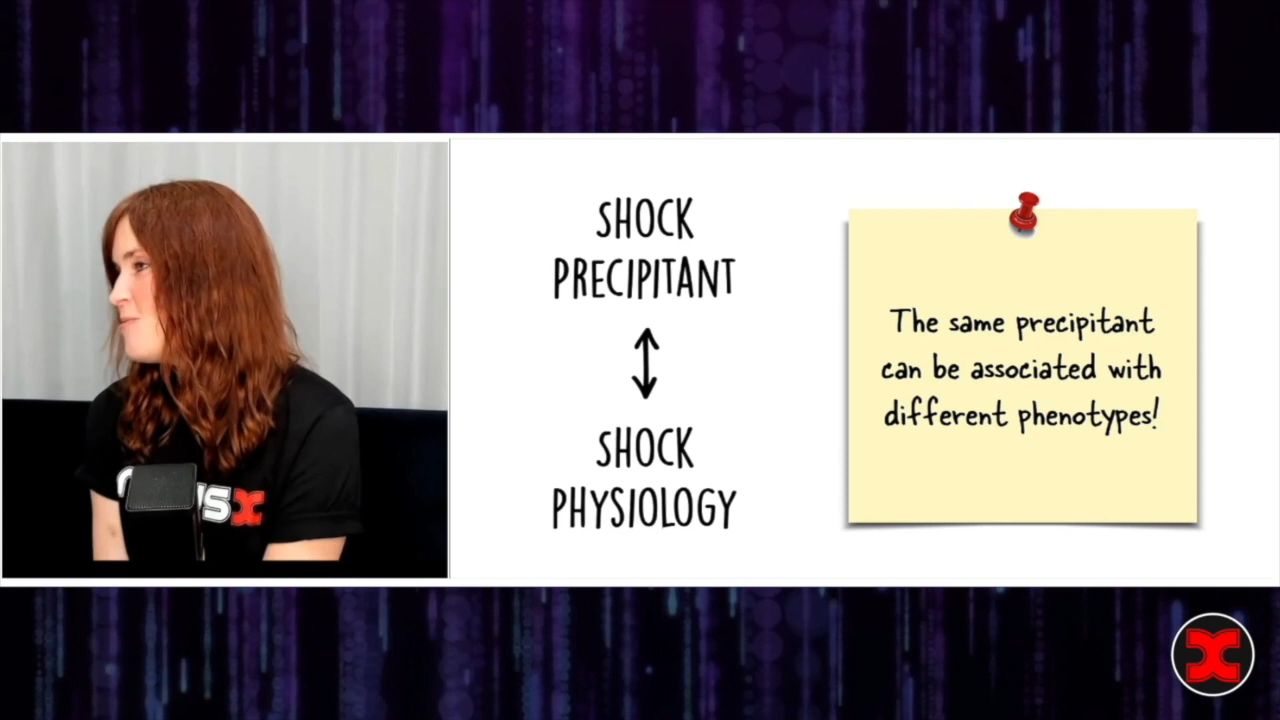 SHOCK
PRECIPITANT
SHOCK
PHYSIOLOGY
The same precipitant
can be associated with
different phenotypes!